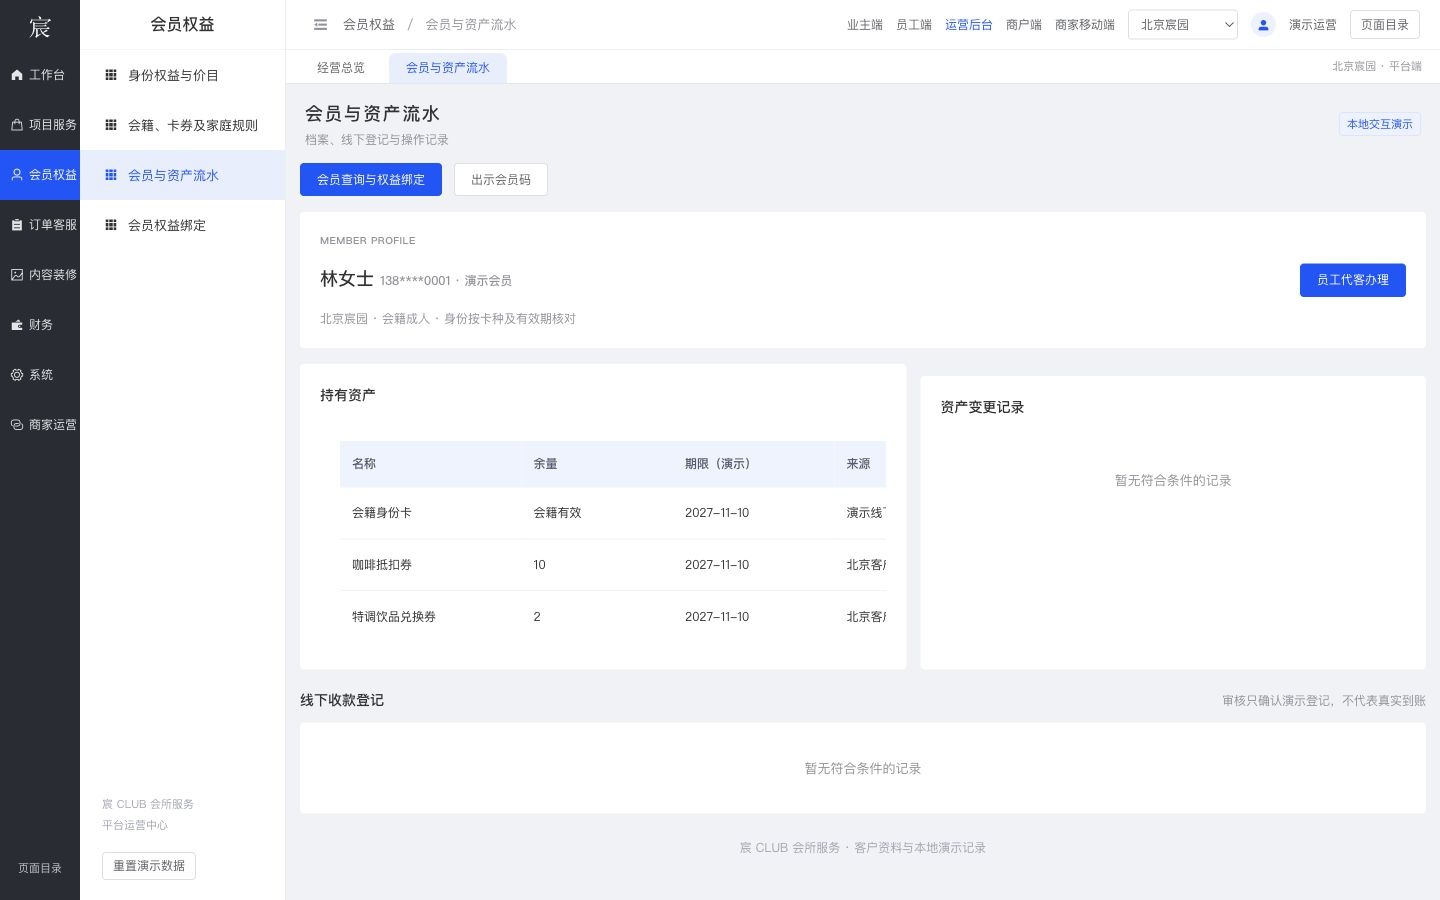 宸
工作台
项目服务
会员权益
订单客服
内容装修
财务
系统
商家运营
页面目录
会员权益
身份权益与价目
会籍、卡券及家庭规则
会员与资产流水
会员权益绑定
宸 CLUB 会所服务
平台运营中心
重置演示数据
会员权益 / 会员与资产流水
业主端 员工端 运营后台 商户端 商家移动端 北京宸园 演示运营 页面目录
经营总览 会员与资产流水
北京宸园 · 平台端
会员与资产流水
档案、线下登记与操作记录
本地交互演示
会员查询与权益绑定 出示会员码
MEMBER PROFILE
林女士 138****0001 · 演示会员
员工代客办理
北京宸园 · 会籍成人 · 身份按卡种及有效期核对
持有资产
名称 余量 期限（演示） 来源
会籍身份卡 会籍有效 2027-11-10 演示线
咖啡抵扣券 10 2027-11-10 北京客
特调饮品兑换券 2 2027-11-10 北京客
资产变更记录
暂无符合条件的记录
线下收款登记
审核只确认演示登记，不代表真实到账
暂无符合条件的记录
宸 CLUB 会所服务 · 客户资料与本地演示记录